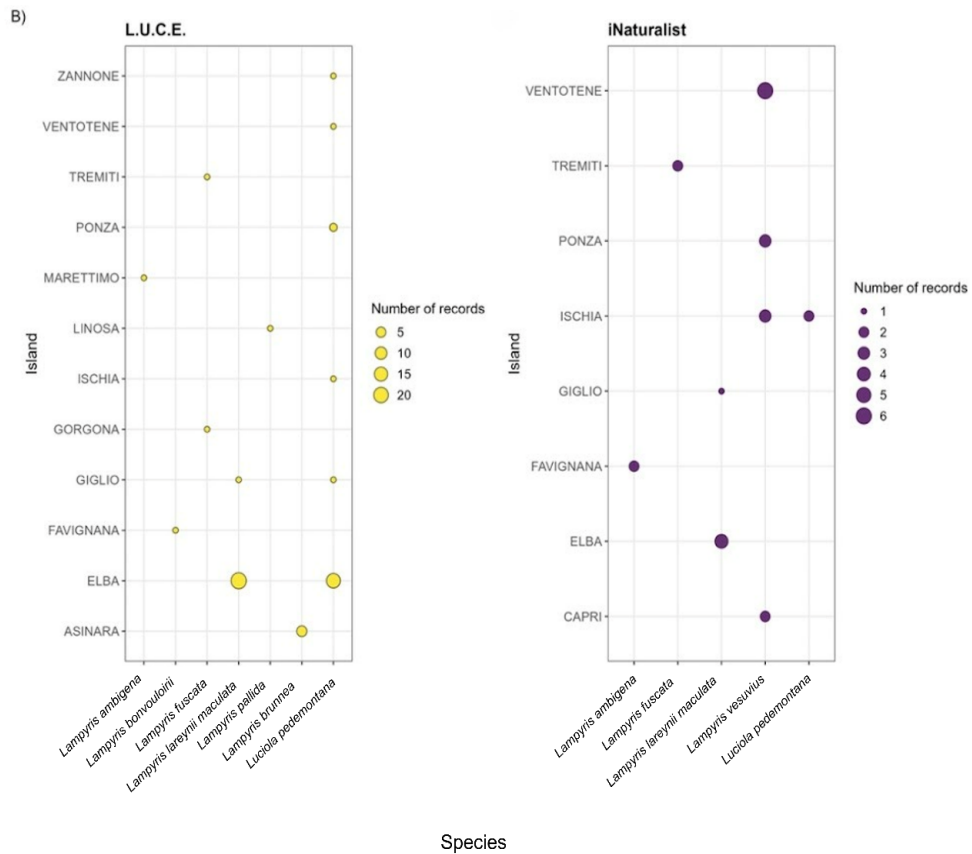 B)
L.U.C.E.
ZANNONE
VENTOTENE
TREMITI
PONZA
MARETTIMO
LINOSA
ISCHIA
GORGONA
GIGLIO
FAVIGNANA
ELBA
ASINARA
Island
Lampyris ambigena
Lampyris bonvouloirii
Lampyris fuscata
Lampyris lareynii maculata
Lampyris pallida
Lampyris brunnea
Luciola pedemontana
Number of records
5
10
15
20
iNaturalist
VENTOTENE
TREMITI
PONZA
ISCHIA
GIGLIO
FAVIGNANA
ELBA
CAPRI
Island
Lampyris ambigena
Lampyris fuscata
Lampyris lareynii maculata
Lampyris vesuvius
Luciola pedemontana
Number of records
1
2
3
4
5
6
Species